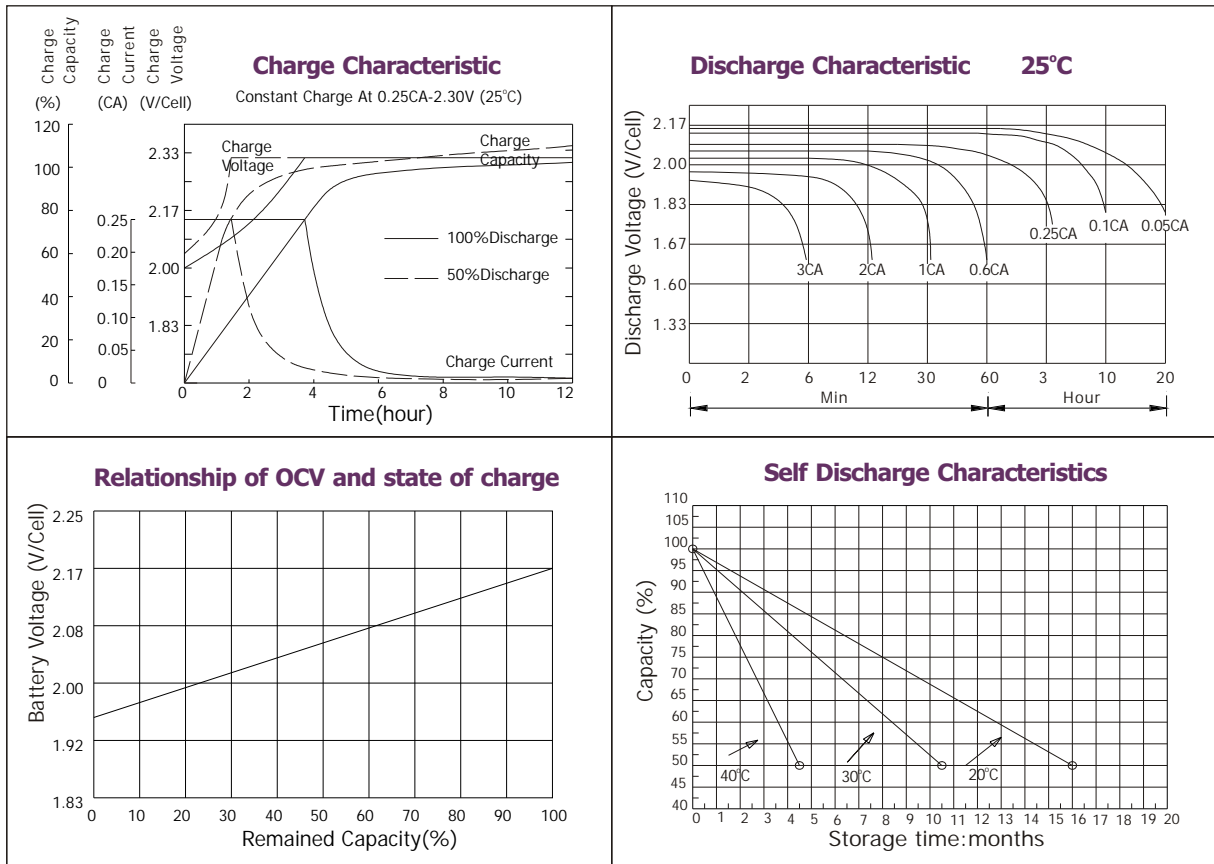 Charge Capacity
Charge Current
Charge Voltage
(%)
(CA)
(V/Cell)
Charge Characteristic
Constant Charge At 0.25CA-2.30V (25°C)
120
100
80
60
40
20
0
0.25
0.20
0.15
0.10
0.05
0
2.33
2.17
2.00
1.83
Charge
Voltage
Charge
Capacity
100%Discharge
50%Discharge
Charge Current
0 2 4 6 8 10 12
Time(hour)
Discharge Characteristic 25°C
Discharge Voltage (V/Cell)
2.17
2.00
1.83
1.67
1.60
1.33
3CA
2CA
1CA
0.6CA
0.25CA
0.1CA
0.05CA
0 2 6 12 30 60 3 10 20
Min
Hour
Relationship of OCV and state of charge
Battery Voltage (V/Cell)
2.25
2.17
2.08
2.00
1.92
1.83
0 10 20 30 40 50 60 70 80 90 100
Remained Capacity(%)
Self Discharge Characteristics
Capacity (%)
110
105
100
95
90
85
80
75
70
65
60
55
50
45
40
40°C
30°C
20°C
0 1 2 3 4 5 6 7 8 9 10 11 12 13 14 15 16 17 18 19 20
Storage time:months